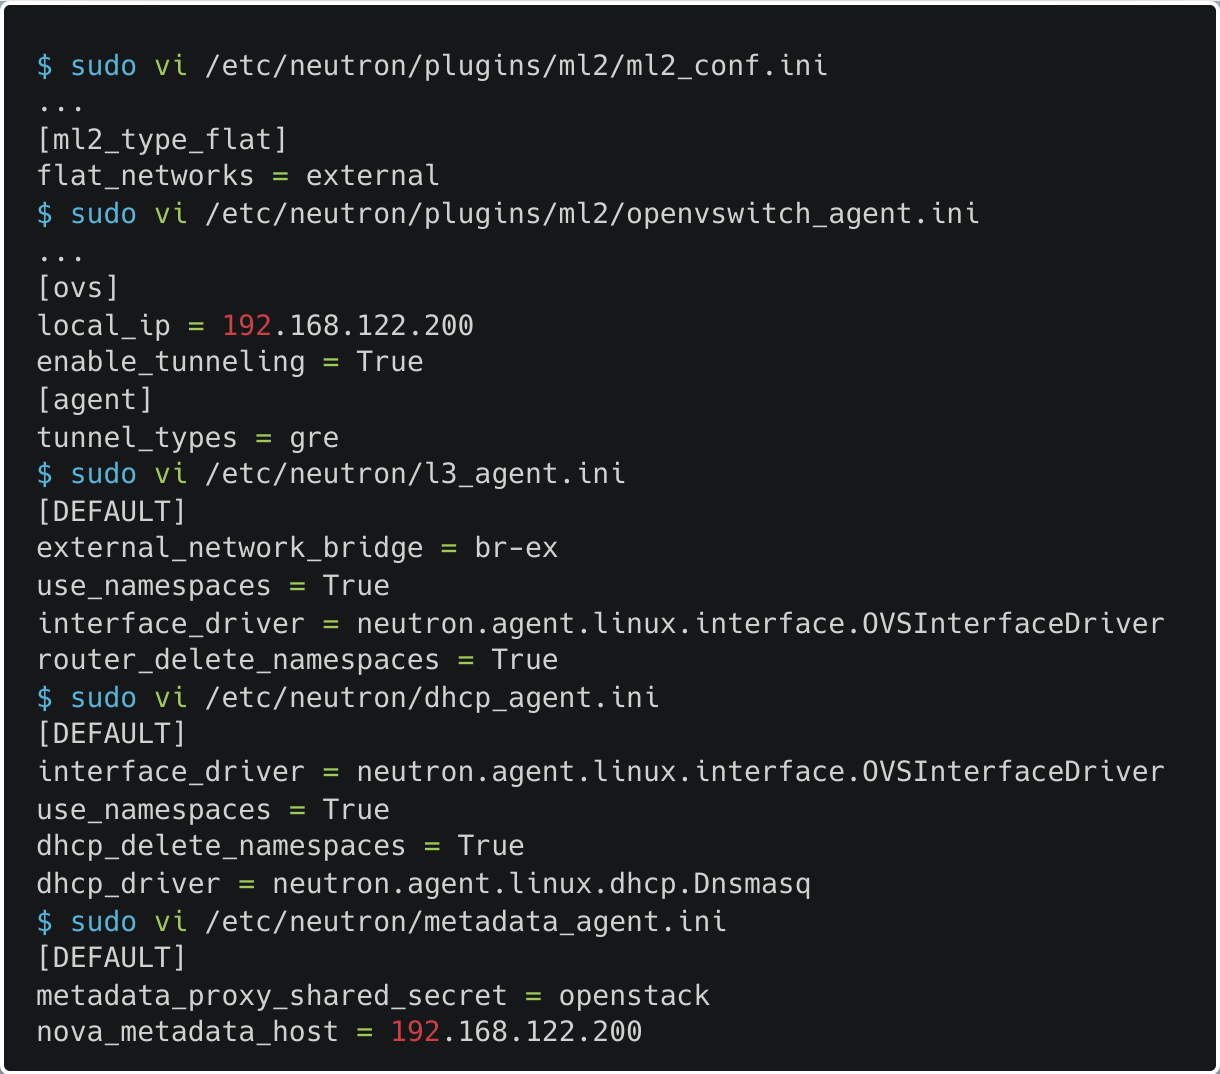 $ sudo vi /etc/neutron/plugins/ml2/ml2_conf.ini
...
[ml2_type_flat]
flat_networks = external
$ sudo vi /etc/neutron/plugins/ml2/openvswitch_agent.ini
...
[ovs]
local_ip = 192.168.122.200
enable_tunneling = True
[agent]
tunnel_types = gre
$ sudo vi /etc/neutron/l3_agent.ini
[DEFAULT]
external_network_bridge = br-ex
use_namespaces = True
interface_driver = neutron.agent.linux.interface.OVSInterfaceDriver
router_delete_namespaces = True
$ sudo vi /etc/neutron/dhcp_agent.ini
[DEFAULT]
interface_driver = neutron.agent.linux.interface.OVSInterfaceDriver
use_namespaces = True
dhcp_delete_namespaces = True
dhcp_driver = neutron.agent.linux.dhcp.Dnsmasq
$ sudo vi /etc/neutron/metadata_agent.ini
[DEFAULT]
metadata_proxy_shared_secret = openstack
nova_metadata_host = 192.168.122.200